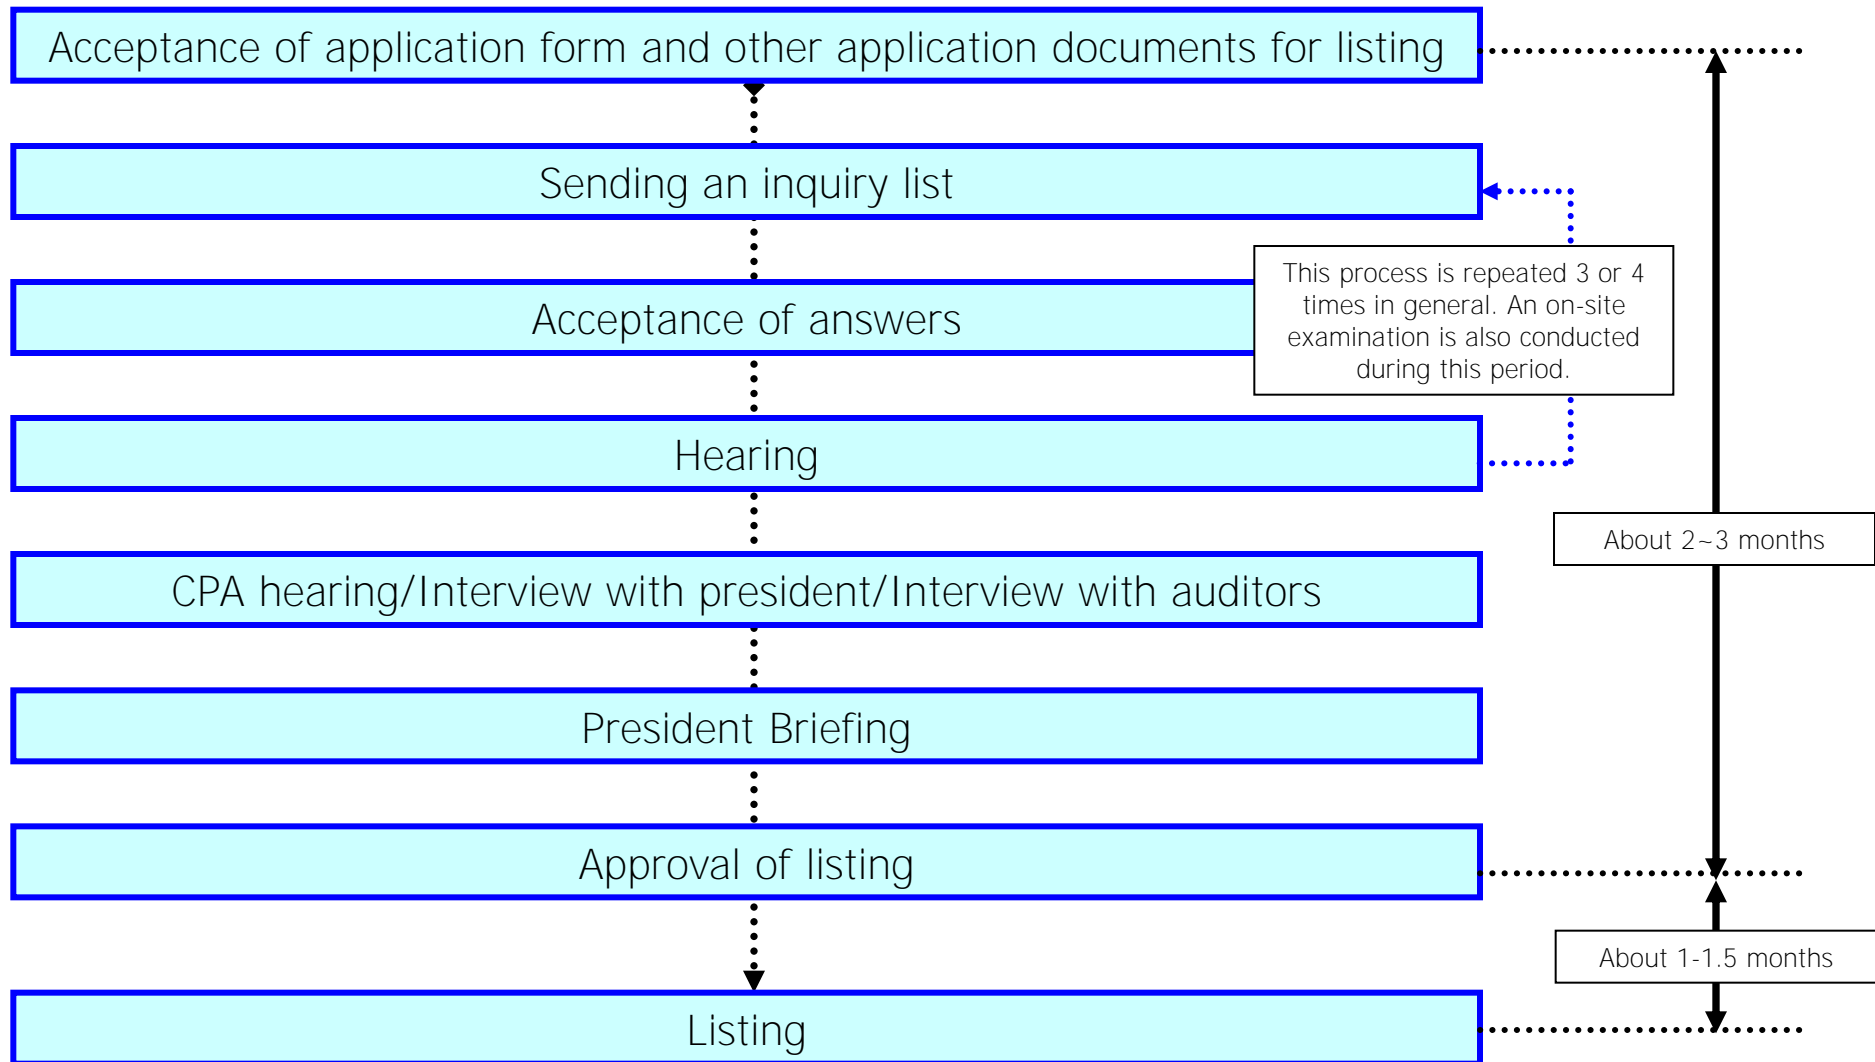 Acceptance of application form and other application documents for listing
Sending an inquiry list
This process is repeated 3 or 4
times in general. An on-site
examination is also conducted
during this period.
Acceptance of answers
Hearing
About 2~3 months
CPA hearing/Interview with president/Interview with auditors
President Briefing
Approval of listing
About 1-1.5 months
Listing